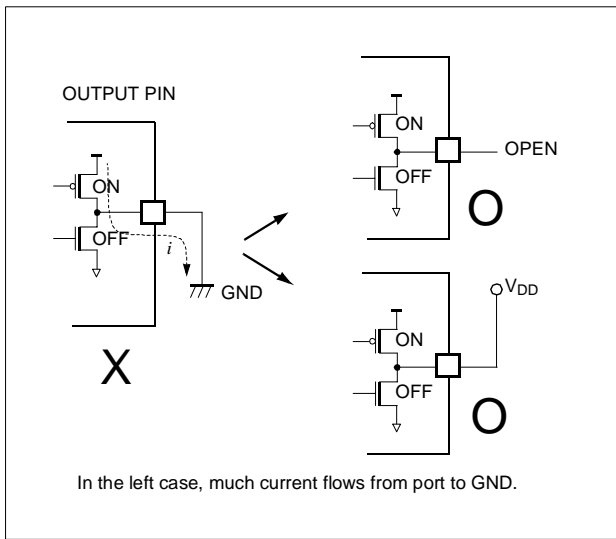 OUTPUT PIN
ON
OFF
i
GND
X
ON
OFF
OPEN
O
VDD
ON
OFF
O
In the left case, much current flows from port to GND.